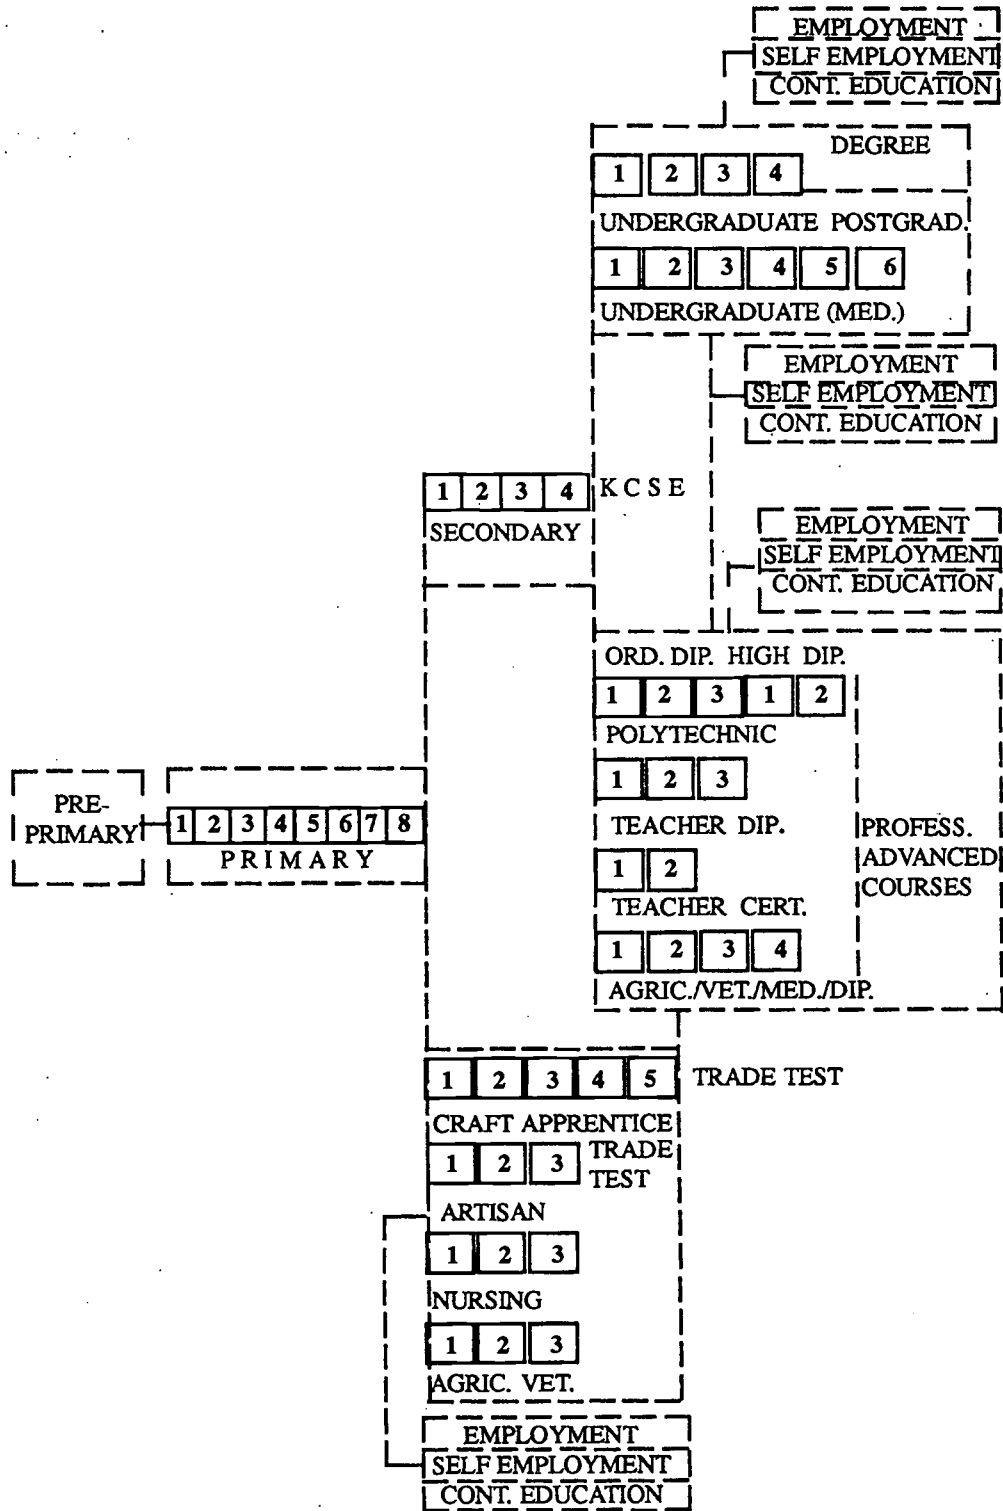 EMPLOYMENT
SELF EMPLOYMENT
CONT. EDUCATION
DEGREE
1 2 3 4
UNDERGRADUATE POSTGRAD.
1 2 3 4 5 6
UNDERGRADUATE (MED.)
EMPLOYMENT
SELF EMPLOYMENT
CONT. EDUCATION
1 2 3 4 KCSE
SECONDARY
EMPLOYMENT
SELF EMPLOYMENT
CONT. EDUCATION
ORD. DIP. HIGH DIP.
1 2 3 1 2
POLYTECHNIC
1 2 3
TEACHER DIP.
1 2
TEACHER CERT.
1 2 3 4
AGRIC./VET./MED./DIP.
PROFESS.
ADVANCED
COURSES
PRE-
PRIMARY
1 2 3 4 5 6 7 8
PRIMARY
1 2 3 4 5 TRADE TEST
CRAFT APPRENTICE
1 2 3 TRADE
TEST
ARTISAN
1 2 3
NURSING
1 2 3
AGRIC. VET.
EMPLOYMENT
SELF EMPLOYMENT
CONT. EDUCATION